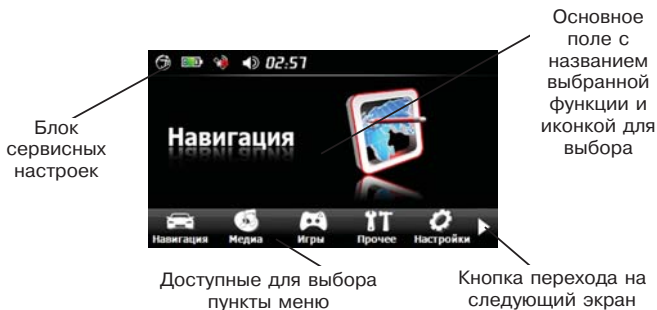 Основное
поле с
названием
выбранной
функции и
иконкой для
выбора
02:57
Блок
сервисных
настроек
Навигация
Навигация
Медиа
Игры
Прочее
Настройки
Доступные для выбора
пункты меню
Кнопка перехода на
следующий экран